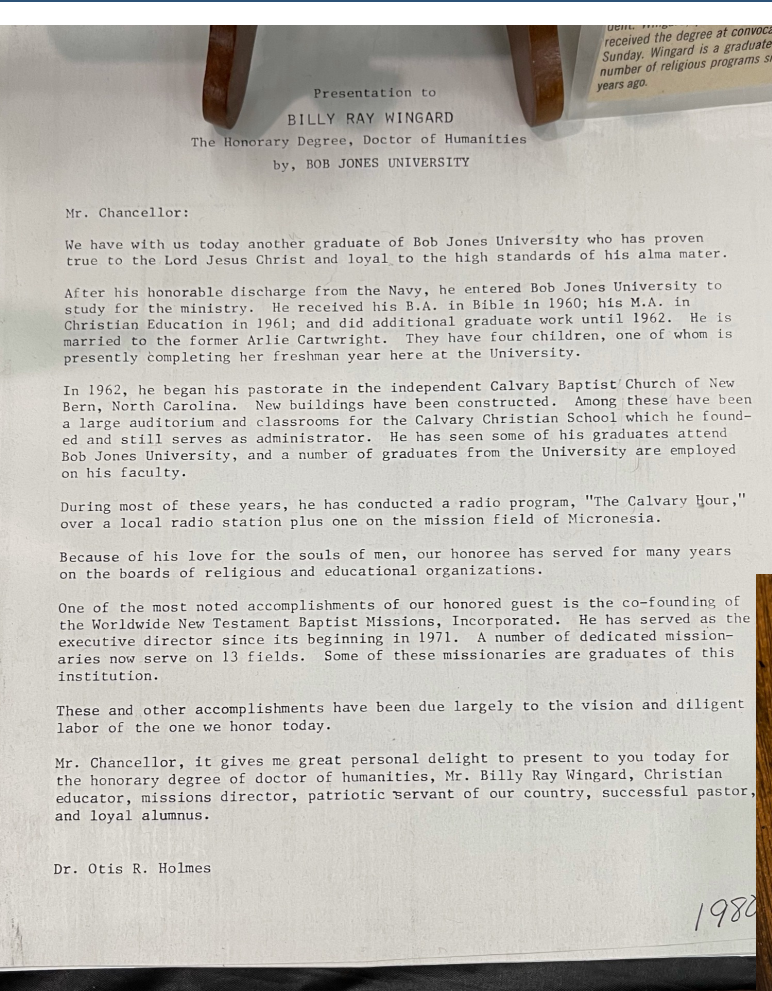 received the degree at convoca
Sunday. Wingard is a graduate
number of religious programs s
years ago.
Presentation to
BILLY RAY WINGARD
The Honorary Degree, Doctor of Humanities
by, BOB JONES UNIVERSITY
Mr. Chancellor:
We have with us today another graduate of Bob Jones University who has proven
true to the Lord Jesus Christ and loyal to the high standards of his alma mater.
After his honorable discharge from the Navy, he entered Bob Jones University to
study for the ministry. He received his B.A. in Bible in 1960; his M.A. in
Christian Education in 1961; and did additional graduate work until 1962. He is
married to the former Arlie Cartwright. They have four children, one of whom is
presently completing her freshman year here at the University.
In 1962, he began his pastorate in the independent Calvary Baptist Church of New
Bern, North Carolina. New buildings have been constructed. Among these have been
a large auditorium and classrooms for the Calvary Christian School which he found-
ed and still serves as administrator. He has seen some of his graduates attend
Bob Jones University, and a number of graduates from the University are employed
on his faculty.
During most of these years, he has conducted a radio program, "The Calvary Hour,"
over a local radio station plus one on the mission field of Micronesia.
Because of his love for the souls of men, our honoree has served for many years
on the boards of religious and educational organizations.
One of the most noted accomplishments of our honored guest is the co-founding of
the Worldwide New Testament Baptist Missions, Incorporated. He has served as the
executive director since its beginning in 1971. A number of dedicated mission-
aries now serve on 13 fields. Some of these missionaries are graduates of this
institution.
These and other accomplishments have been due largely to the vision and diligent
labor of the one we honor today.
Mr. Chancellor, it gives me great personal delight to present to you today for
the honorary degree of doctor of humanities, Mr. Billy Ray Wingard, Christian
educator, missions director, patriotic servant of our country, successful pastor,
and loyal alumnus.
Dr. Otis R. Holmes
1980